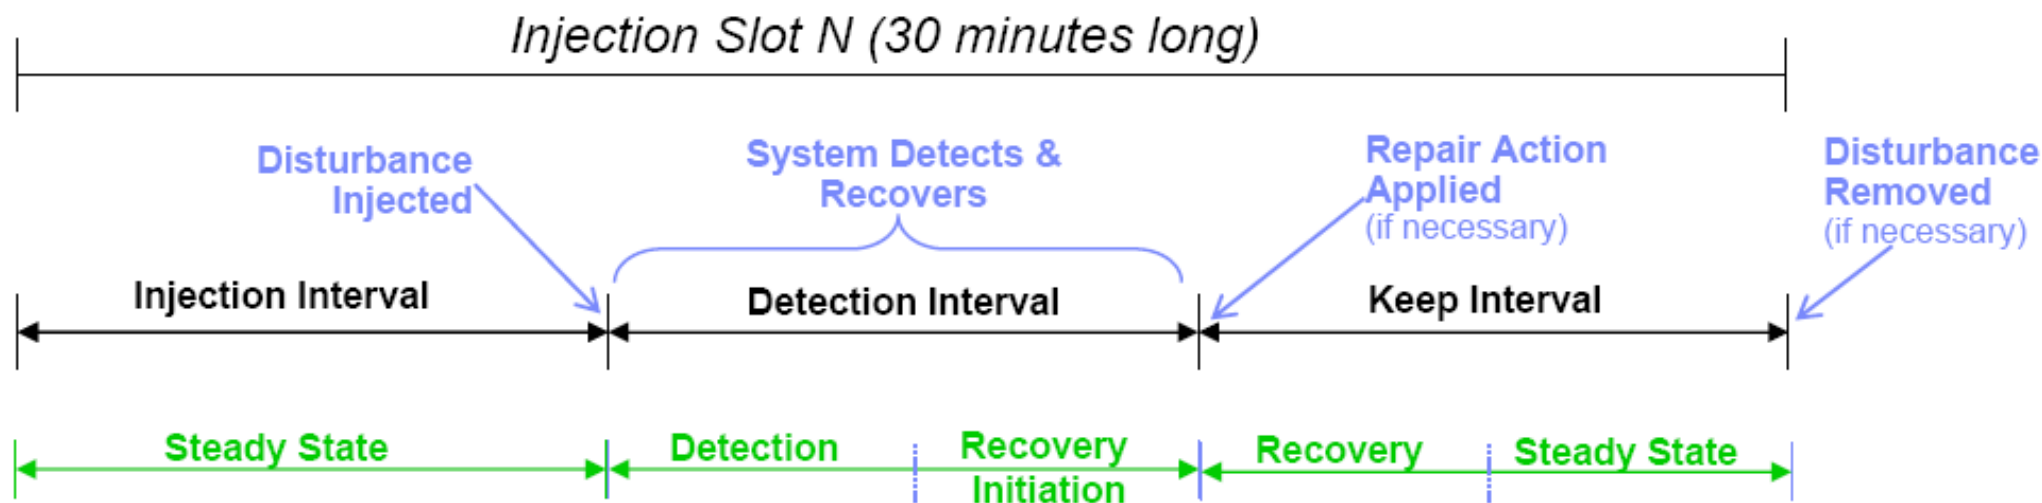 Injection Slot N (30 minutes long)
Disturbance
Injected
System Detects &
Recovers
Repair Action
Applied
(if necessary)
Disturbance
Removed
(if necessary)
Injection Interval
Detection Interval
Keep Interval
Steady State
Detection
Recovery
Initiation
Recovery
Steady State